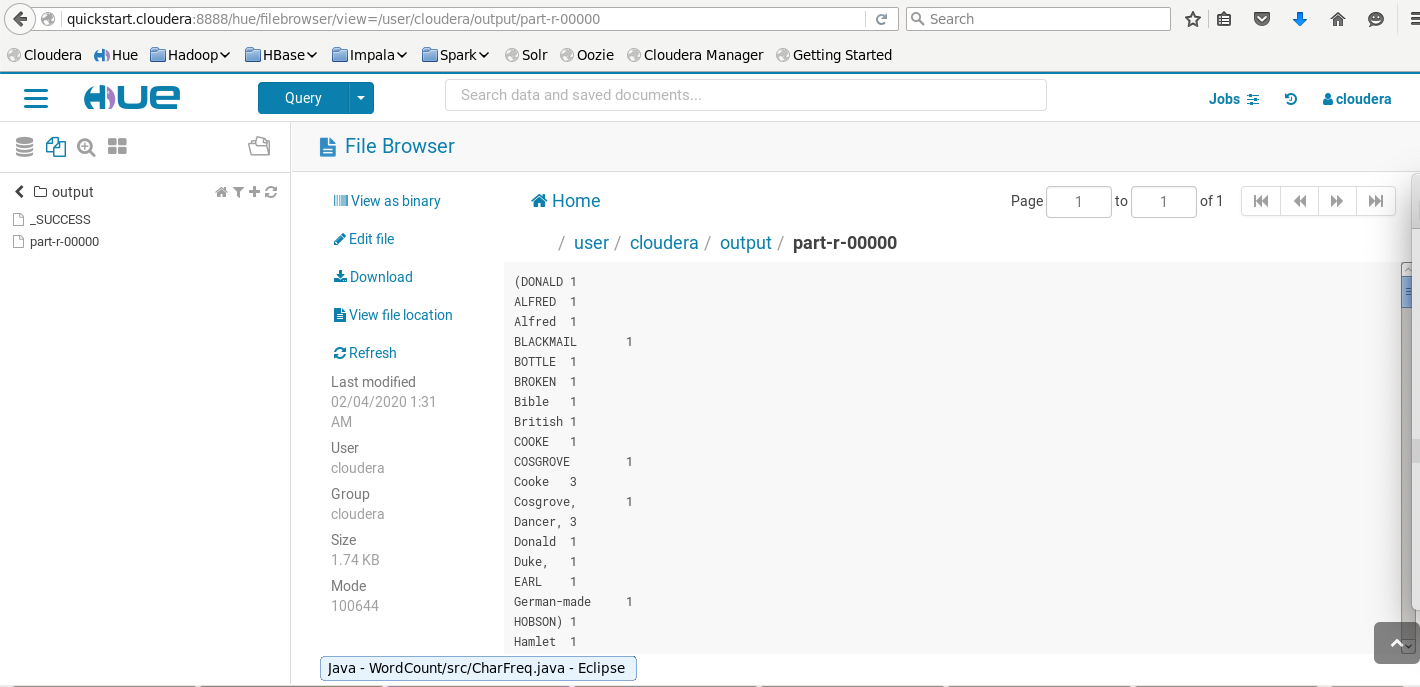 quickstart.cloudera:8888/hue/filebrowser/view=/user/cloudera/output/part-r-00000
Search
Cloudera Hue Hadoop HBase Impala Spark Solr Oozie Cloudera Manager Getting Started
HUE Query Search data and saved documents... Jobs cloudera
File Browser
output
_SUCCESS
part-r-00000
View as binary
Edit file
Download
View file location
Refresh
Last modified
02/04/2020 1:31
AM
User
cloudera
Group
cloudera
Size
1.74 KB
Mode
100644
Home
Page 1 to 1 of 1
/ user / cloudera / output / part-r-00000
(DONALD 1
ALFRED 1
Alfred 1
BLACKMAIL 1
BOTTLE 1
BROKEN 1
Bible 1
British 1
COOKE 1
COSGROVE 1
Cooke 3
Cosgrove, 1
Dancer, 3
Donald 1
Duke, 1
EARL 1
German-made 1
HOBSON) 1
Hamlet 1
Java - WordCount/src/CharFreq.java - Eclipse